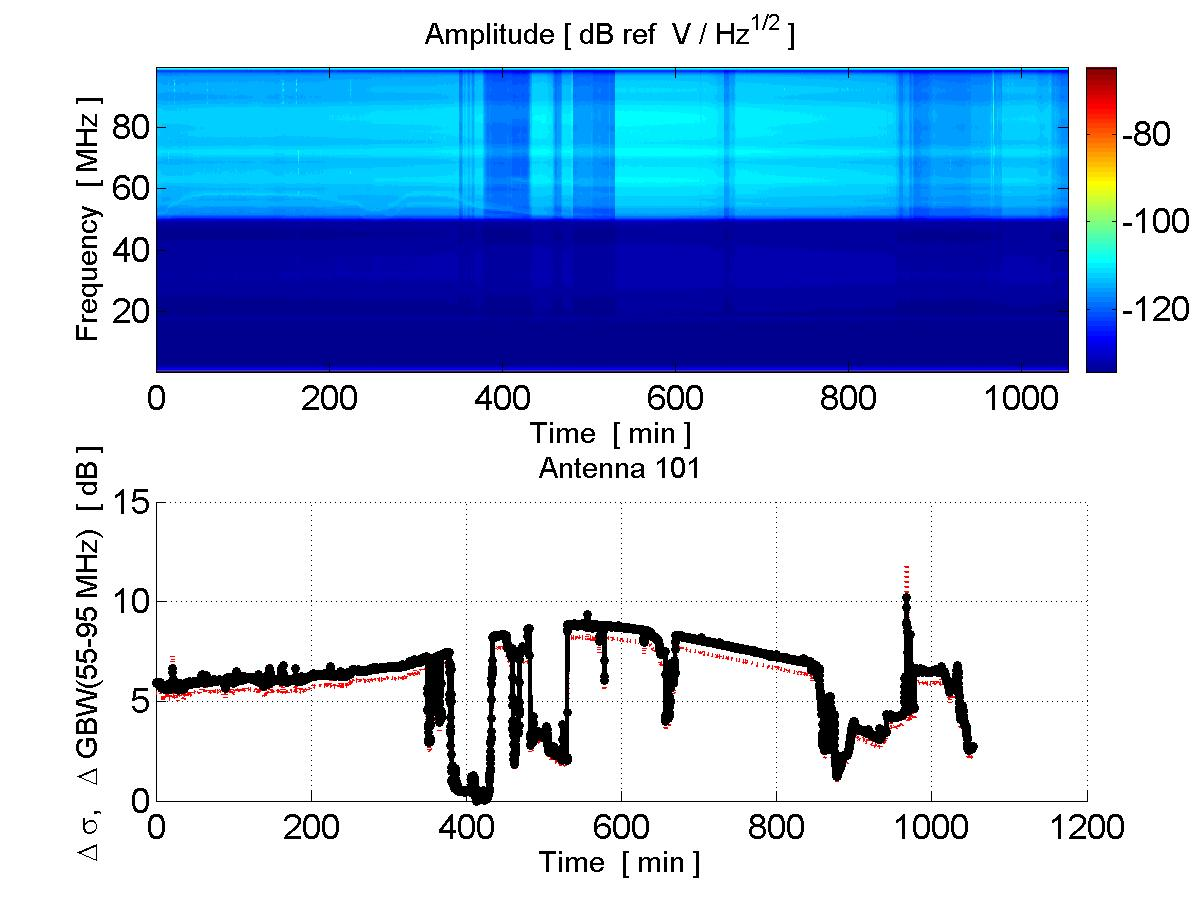 Amplitude [ dB ref V / Hz^1/2 ]
Frequency [ MHz ]
80
60
40
20
0 200 400 600 800 1000
Time [ min ]
-80
-100
-120
Antenna 101
Δ σ, Δ GBW(55-95 MHz) [ dB ]
15
10
5
0
0 200 400 600 800 1000 1200
Time [ min ]